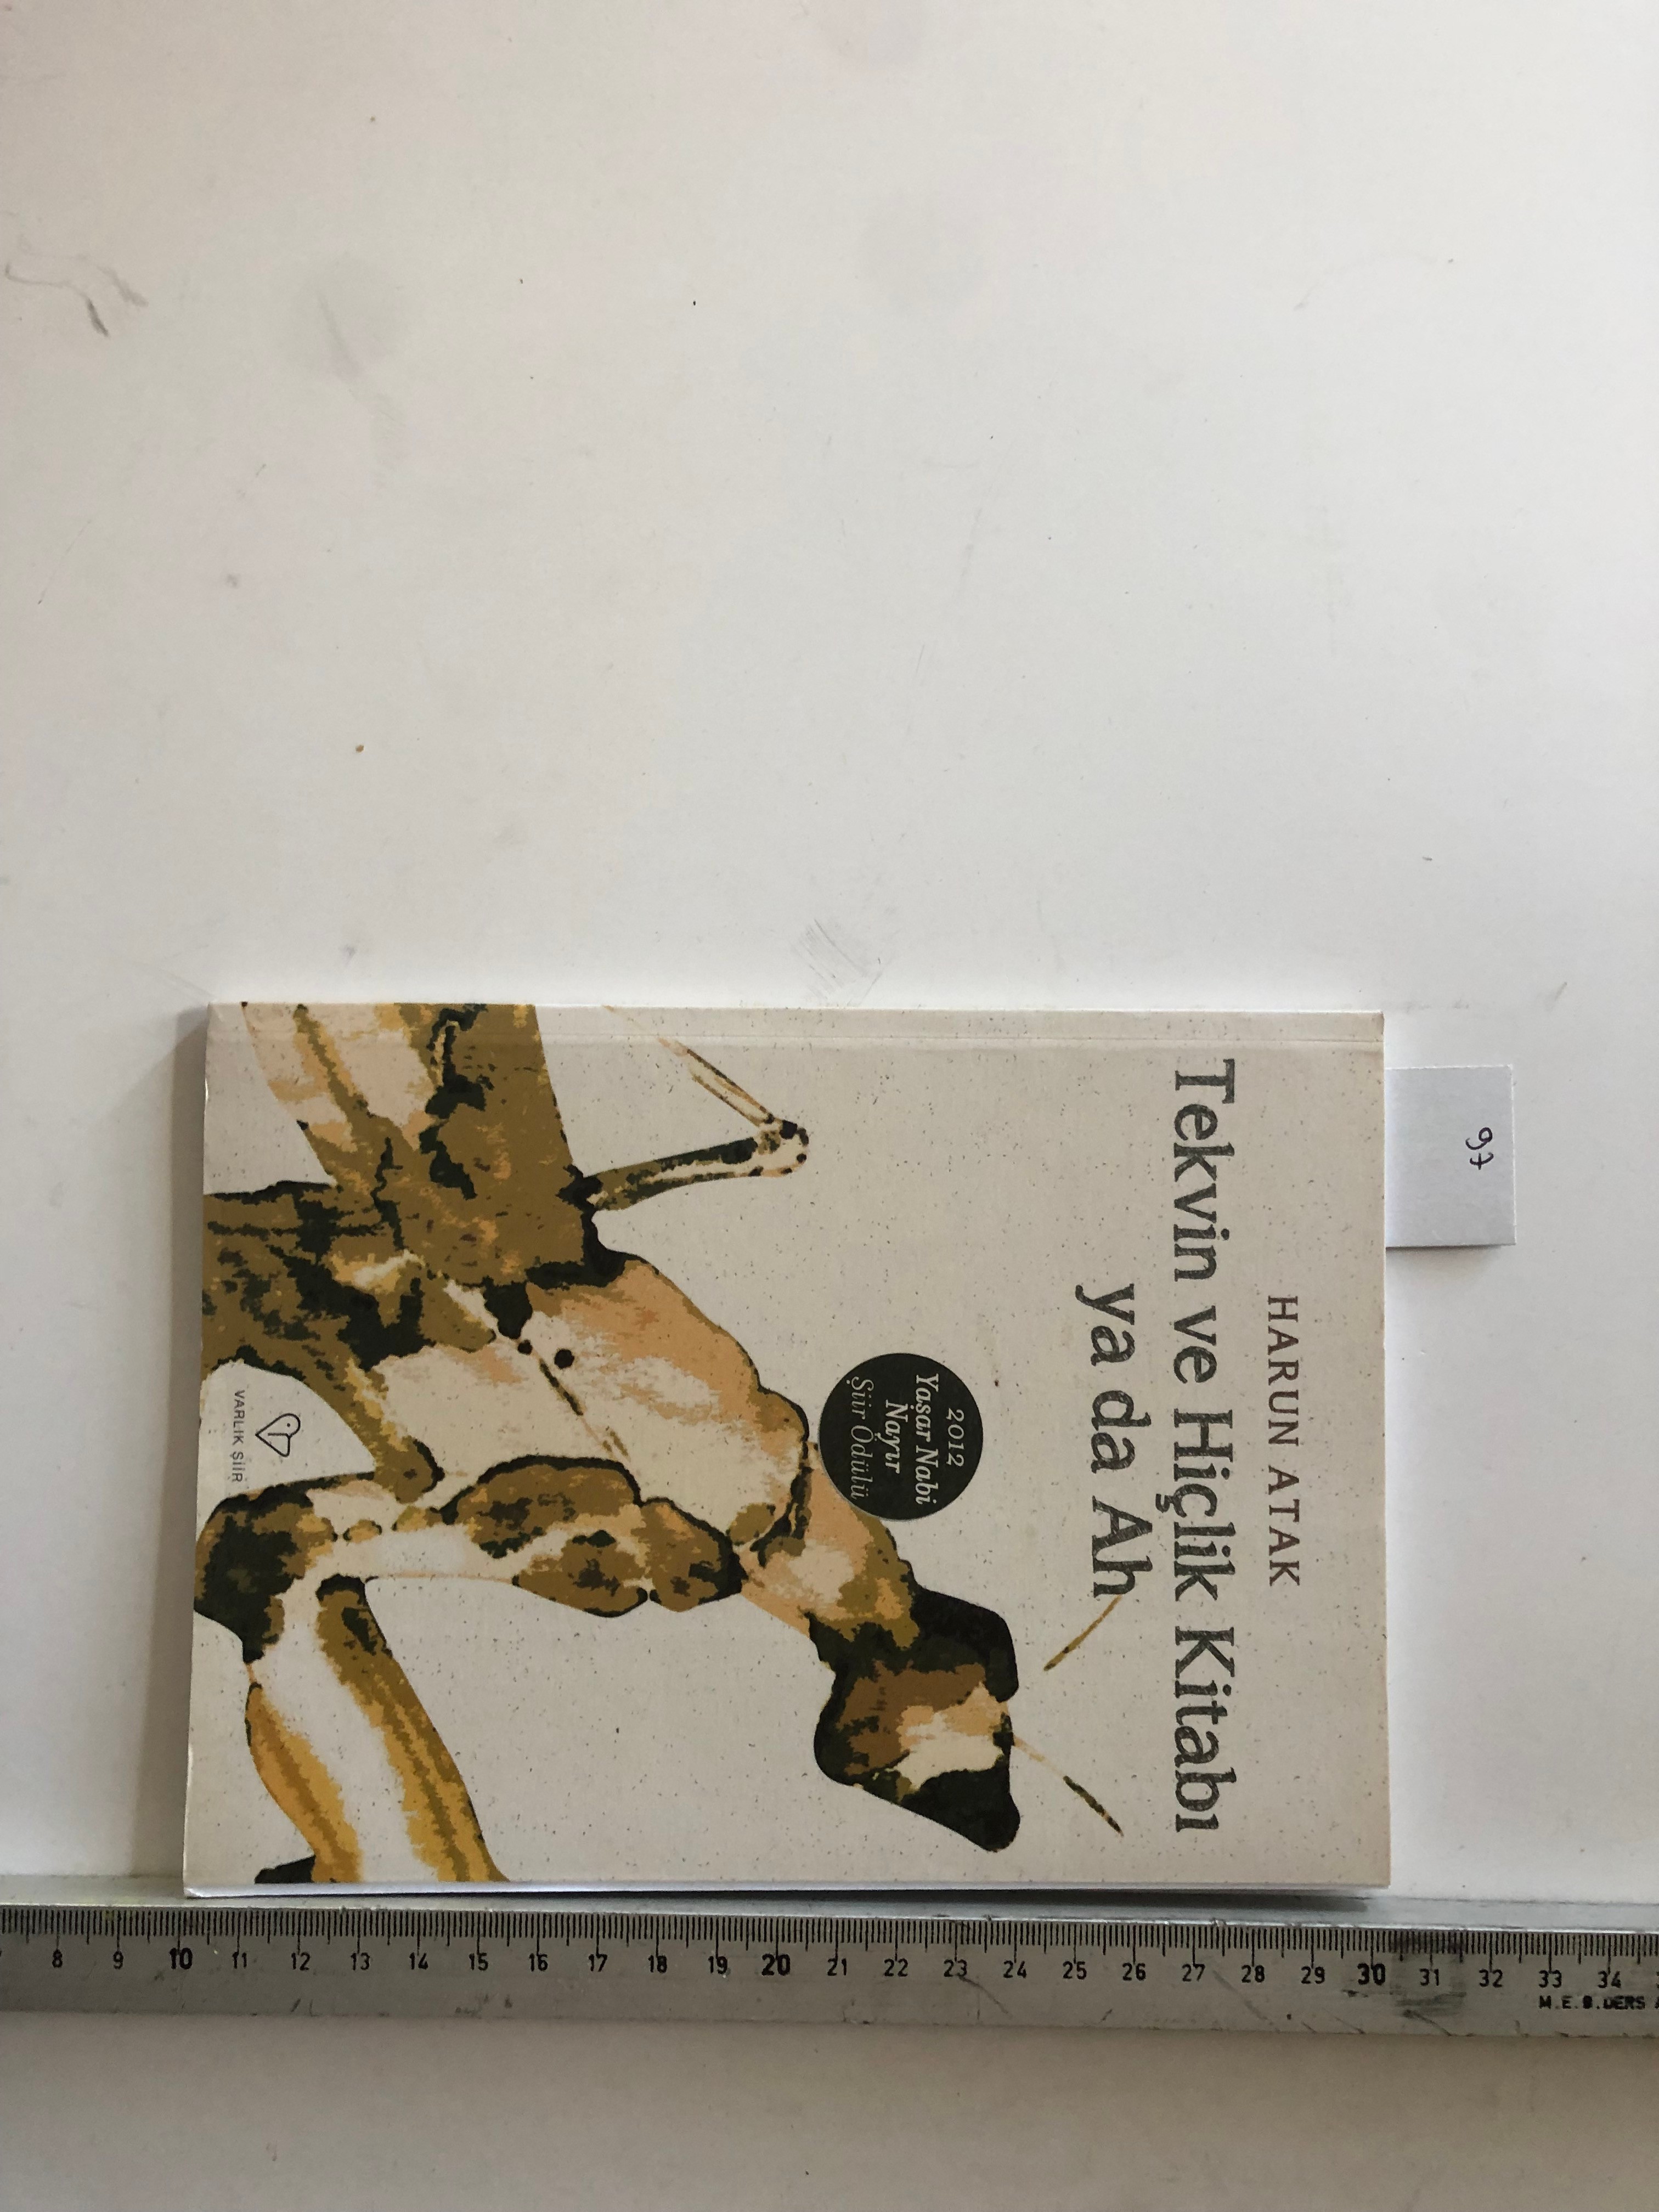 97
HARUN ATAK
Tekvin ve Hiçlik Kitabı
ya da Ah
2012
Yaşar Nabi
Nayır
Şiir Ödülü
VARLIK ŞİİR
8 9 10 11 12 13 14 15 16 17 18 19 20 21 22 23 24 25 26 27 28 29 30 31 32 33 34
M.E.B.DERS